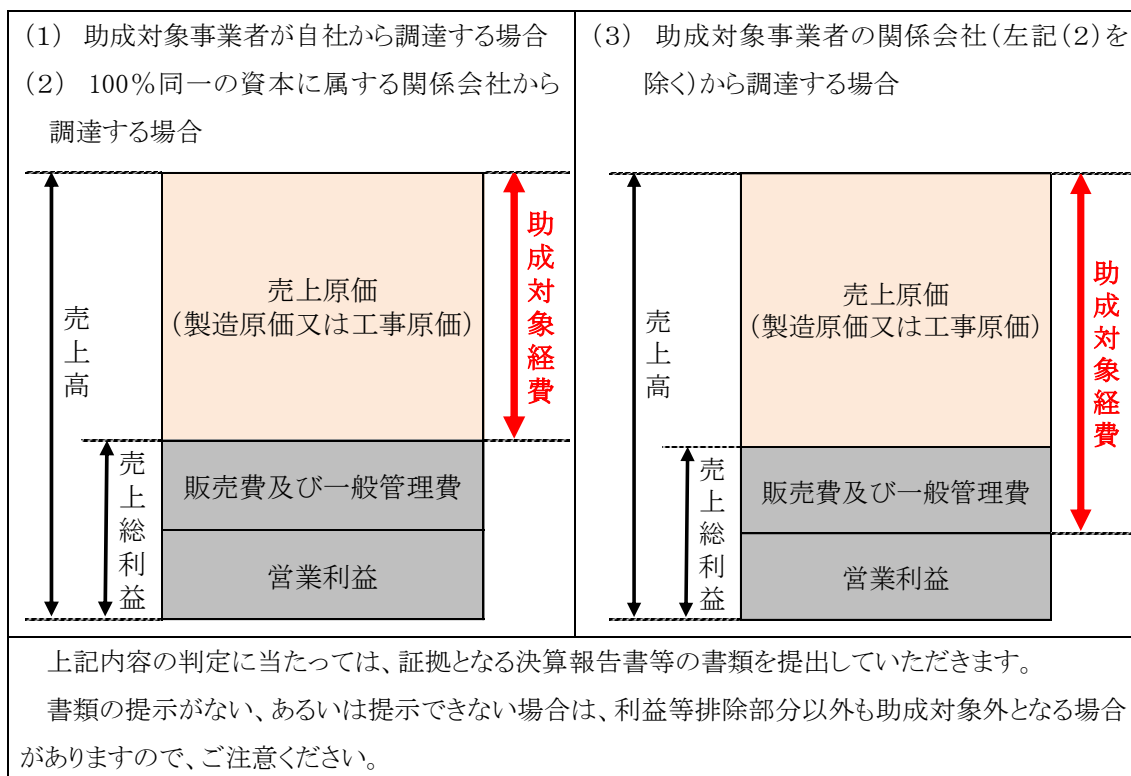 (1) 助成対象事業者が自社から調達する場合
(2) 100%同一の資本に属する関係会社から
調達する場合
売上高
売上原価
(製造原価又は工事原価)
助成対象経費
売上総利益
販売費及び一般管理費
営業利益
(3) 助成対象事業者の関係会社(左記(2)を
除く)から調達する場合
売上高
売上原価
(製造原価又は工事原価)
助成対象経費
売上総利益
販売費及び一般管理費
営業利益
上記内容の判定に当たっては、証拠となる決算報告書等の書類を提出していただきます。
書類の提示がない、あるいは提示できない場合は、利益等排除部分以外も助成対象外となる場合
がありますので、ご注意ください。